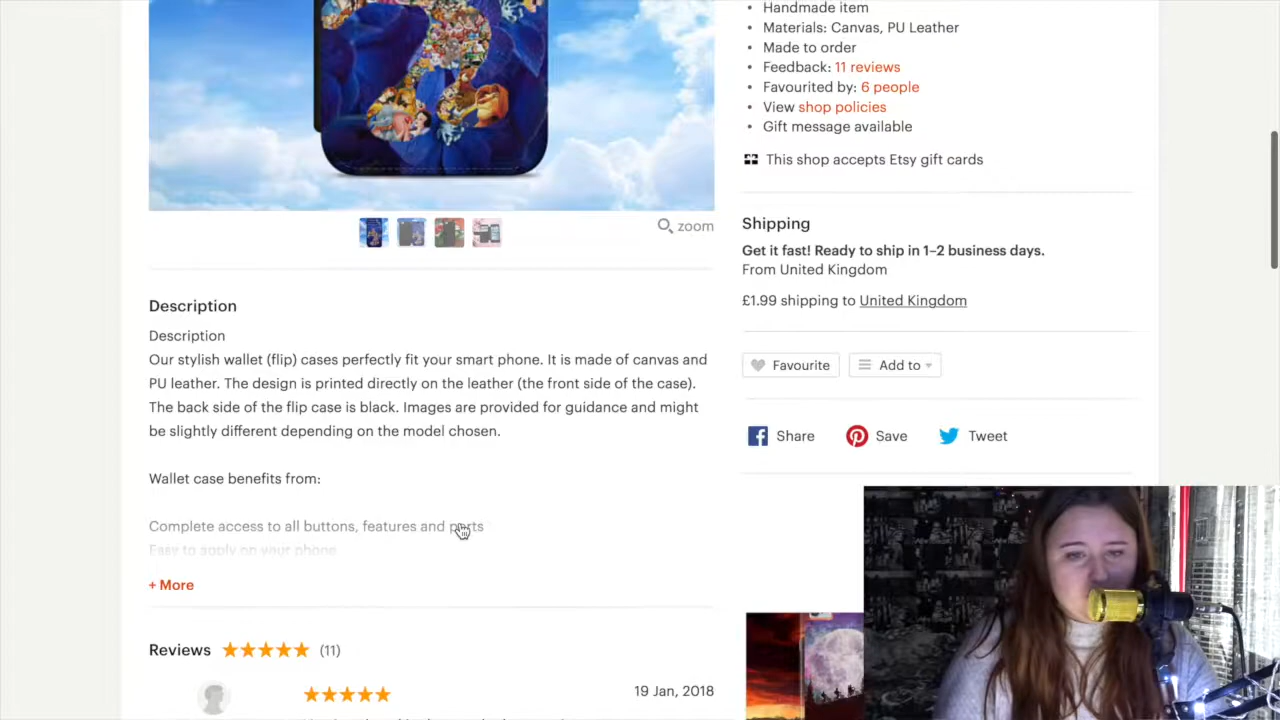 Handmade item
Materials: Canvas, PU Leather
Made to order
Feedback: 11 reviews
Favourited by: 6 people
View shop policies
Gift message available
This shop accepts Etsy gift cards
zoom
Shipping
Get it fast! Ready to ship in 1–2 business days.
From United Kingdom
£1.99 shipping to United Kingdom
Favourite
Add to
Share
Save
Tweet
Description
Description
Our stylish wallet (flip) cases perfectly fit your smart phone. It is made of canvas and
PU leather. The design is printed directly on the leather (the front side of the case).
The back side of the flip case is black. Images are provided for guidance and might
be slightly different depending on the model chosen.
Wallet case benefits from:
Complete access to all buttons, features and ports
Easy to apply on your phone
+ More
Reviews (11)
19 Jan, 2018